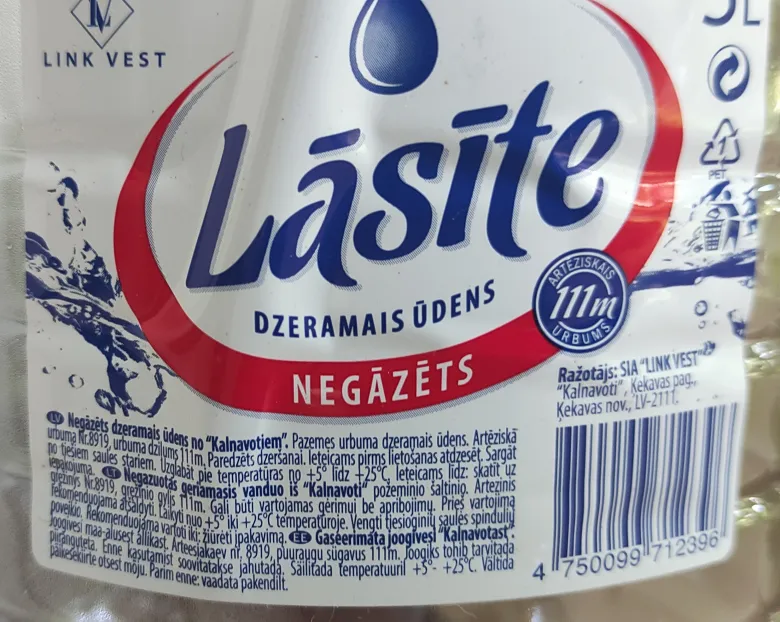 LINK VEST
Lāsīte
DZERAMAIS ŪDENS
NEGĀZĒTS
ARTĒZISKAIS
111m
URBUMS
1
PET
Ražotājs: SIA "LINK VEST"
"Kalnavoti", Ķekavas pag.,
Ķekavas nov., LV-2111.
LV Negāzēts dzeramais ūdens no "Kalnavotiem". Pazemes urbuma dzeramais ūdens. Artēziskā
urbuma Nr.8919, urbuma dziļums 111m. Paredzēts dzeršanai. Ieteicams pirms lietošanas atdzesēt. Sargāt
no tiešiem saules stariem. Uzglabāt pie temperatūras no +5° līdz +25°C. Ieteicams līdz: skatīt uz
iepakojuma. LT Negazuotas geriamasis vanduo iš "Kalnavoti" požeminio šaltinio. Artezinis
gręžinys Nr.8919, gręžinio gylis 111m. Gali būti vartojamas gėrimui be apribojimų. Prieš vartojimą
rekomenduojama atšaldyti. Laikyti nuo +5° iki +25°C temperatūroje. Vengti tiesioginių saulės spindulių
poveikio. Rekomenduojama vartoti iki: žiūrėti įpakavimą. EE Gaseerimata joogivesi "Kalnavotast".
Joogivesi maa-alusest allikast. Arteesjakaev nr. 8919, puuraugu sügavus 111m. Joogiks tohib tarvitada
piiranguteta. Enne kasutamist soovitatakse jahutada. Säilitada temperatuuril +5°- +25°C. Vältida
päikesekiirte otsest mõju. Parim enne: vaadata pakendilt.
4 750099 712396